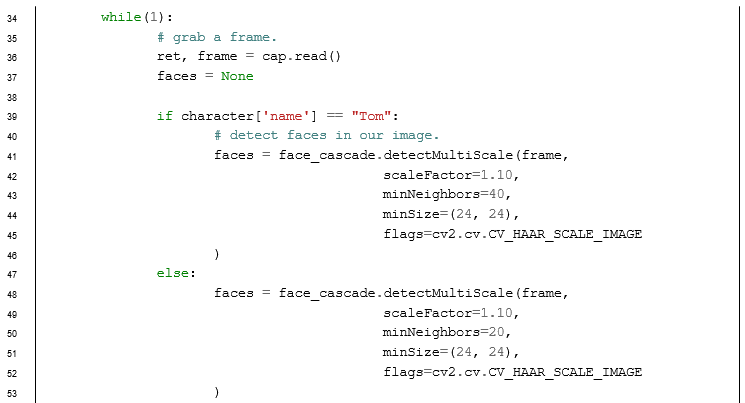 34 while(1):
35 # grab a frame.
36 ret, frame = cap.read()
37 faces = None
38
39 if character['name'] == "Tom":
40 # detect faces in our image.
41 faces = face_cascade.detectMultiScale(frame,
42 scaleFactor=1.10,
43 minNeighbors=40,
44 minSize=(24, 24),
45 flags=cv2.cv.CV_HAAR_SCALE_IMAGE
46 )
47 else:
48 faces = face_cascade.detectMultiScale(frame,
49 scaleFactor=1.10,
50 minNeighbors=20,
51 minSize=(24, 24),
52 flags=cv2.cv.CV_HAAR_SCALE_IMAGE
53 )